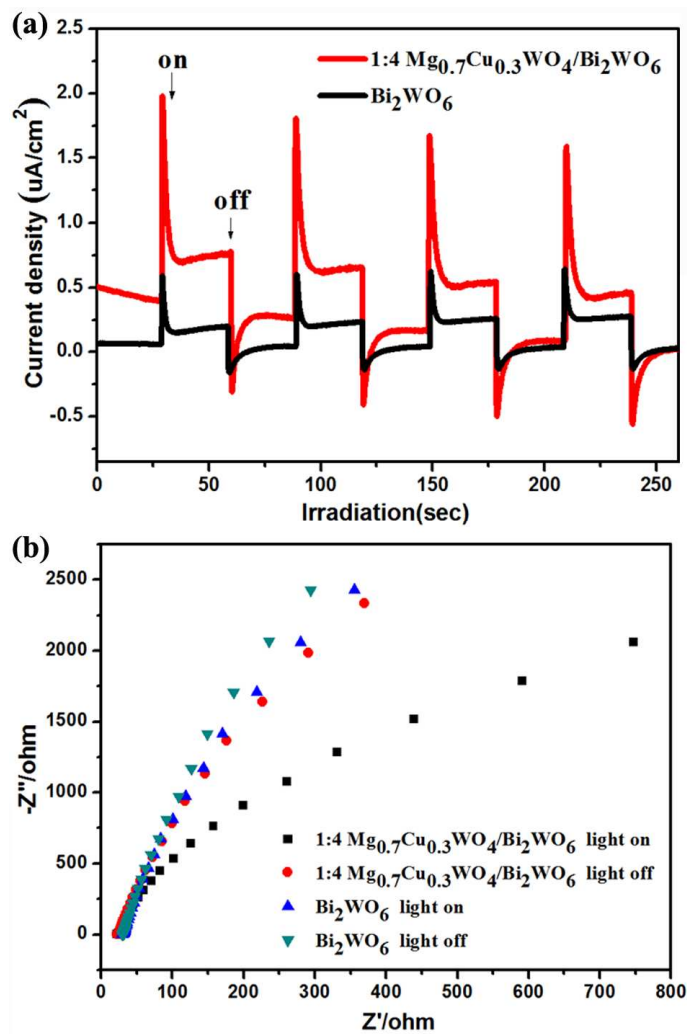 (a)
2.5
2.0
1.5
1.0
0.5
0.0
-0.5
Current density (uA/cm²)
on
off
1:4 Mg₀.₇Cu₀.₃WO₄/Bi₂WO₆
Bi₂WO₆
0 50 100 150 200 250
Irradiation(sec)
(b)
2500
2000
1500
1000
500
0
-Z''/ohm
1:4 Mg₀.₇Cu₀.₃WO₄/Bi₂WO₆ light on
1:4 Mg₀.₇Cu₀.₃WO₄/Bi₂WO₆ light off
Bi₂WO₆ light on
Bi₂WO₆ light off
0 100 200 300 400 500 600 700 800
Z'/ohm